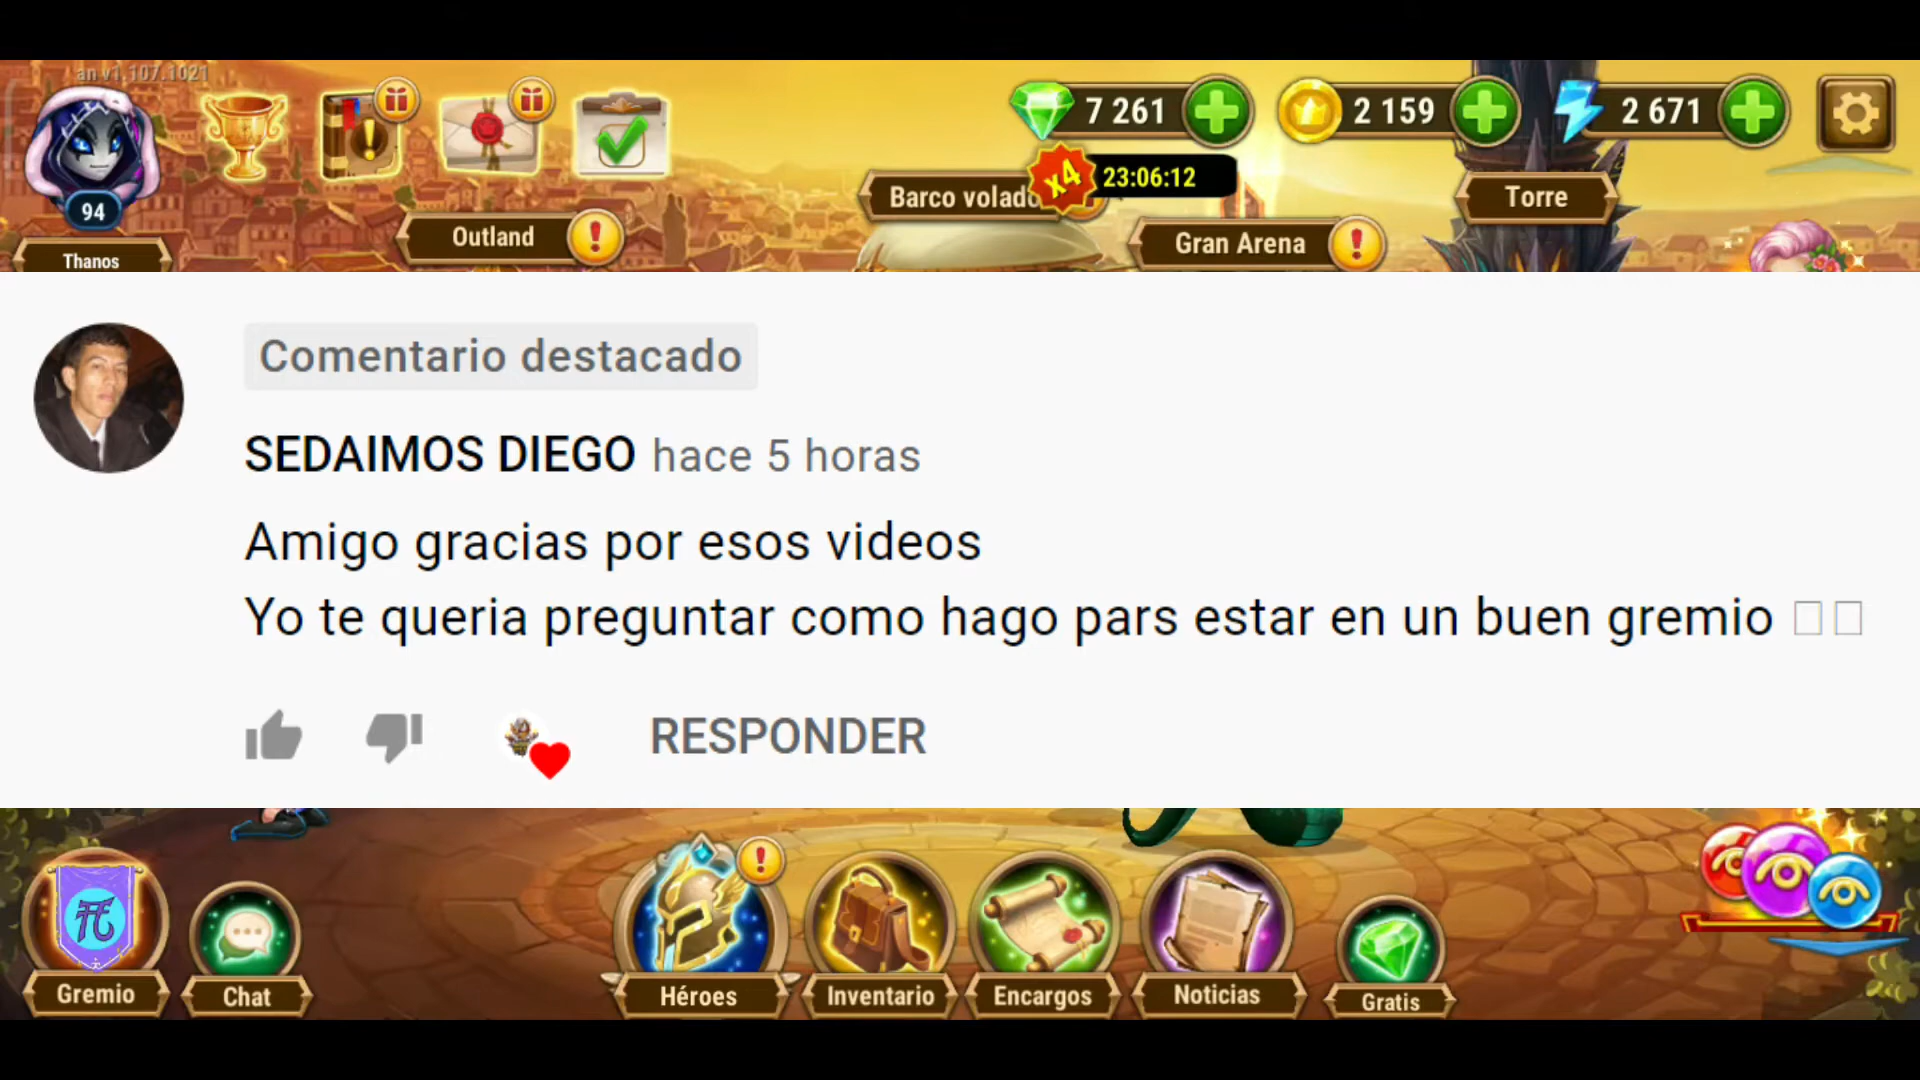 an v1.107.1021
7 261
2 159
2 671
94
Thanos
Outland
Barco volado
x4
23:06:12
Gran Arena
Torre
Comentario destacado
SEDAIMOS DIEGO hace 5 horas
Amigo gracias por esos videos
Yo te queria preguntar como hago pars estar en un buen gremio
RESPONDER
Gremio
Chat
Héroes
Inventario
Encargos
Noticias
Gratis